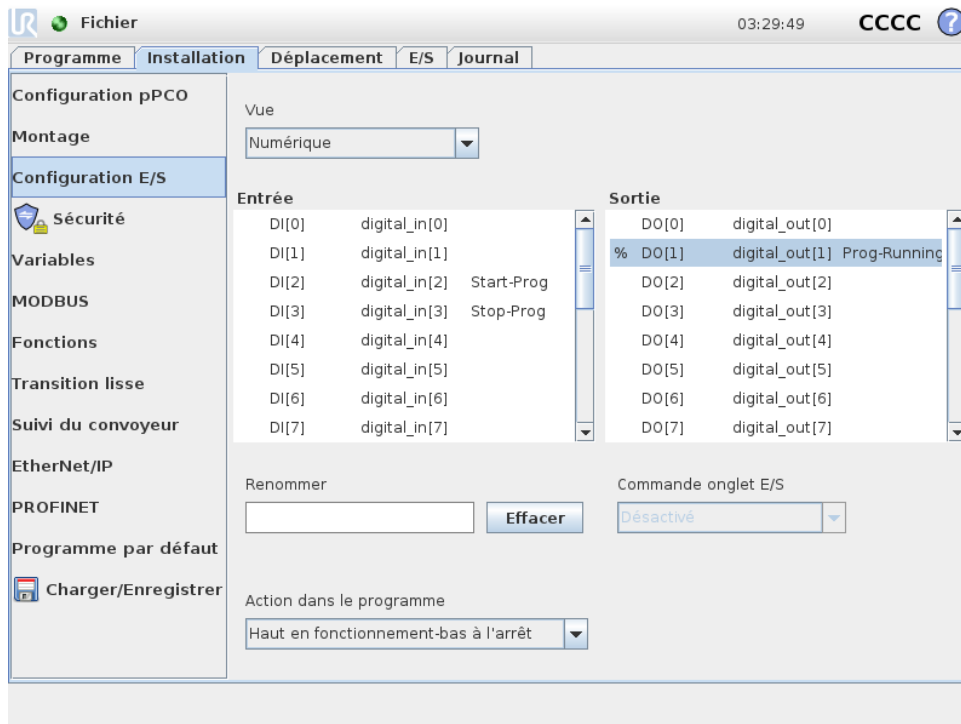 UR Fichier 03:29:49 CCCC ?
Programme Installation Déplacement E/S Journal
Configuration pPCO
Montage
Configuration E/S
Sécurité
Variables
MODBUS
Fonctions
Transition lisse
Suivi du convoyeur
EtherNet/IP
PROFINET
Programme par défaut
Charger/Enregistrer
Vue
Numérique
Entrée
DI[0] digital_in[0]
DI[1] digital_in[1]
DI[2] digital_in[2] Start-Prog
DI[3] digital_in[3] Stop-Prog
DI[4] digital_in[4]
DI[5] digital_in[5]
DI[6] digital_in[6]
DI[7] digital_in[7]
Sortie
DO[0] digital_out[0]
% DO[1] digital_out[1] Prog-Running
DO[2] digital_out[2]
DO[3] digital_out[3]
DO[4] digital_out[4]
DO[5] digital_out[5]
DO[6] digital_out[6]
DO[7] digital_out[7]
Renommer
Effacer
Commande onglet E/S
Désactivé
Action dans le programme
Haut en fonctionnement-bas à l'arrêt